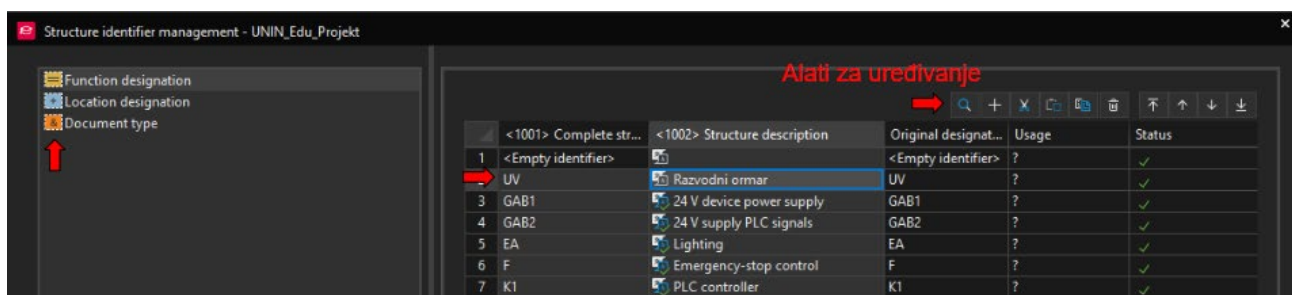 Structure identifier management - UNIN_Edu_Projekt
Function designation
Location designation
Document type
Alati za uređivanje
<1001> Complete str... <1002> Structure description Original designat... Usage Status
1 <Empty identifier> <Empty identifier> ?
UV Razvodni ormar UV ?
3 GAB1 24 V device power supply GAB1 ?
4 GAB2 24 V supply PLC signals GAB2 ?
5 EA Lighting EA ?
6 F Emergency-stop control F ?
7 K1 PLC controller K1 ?